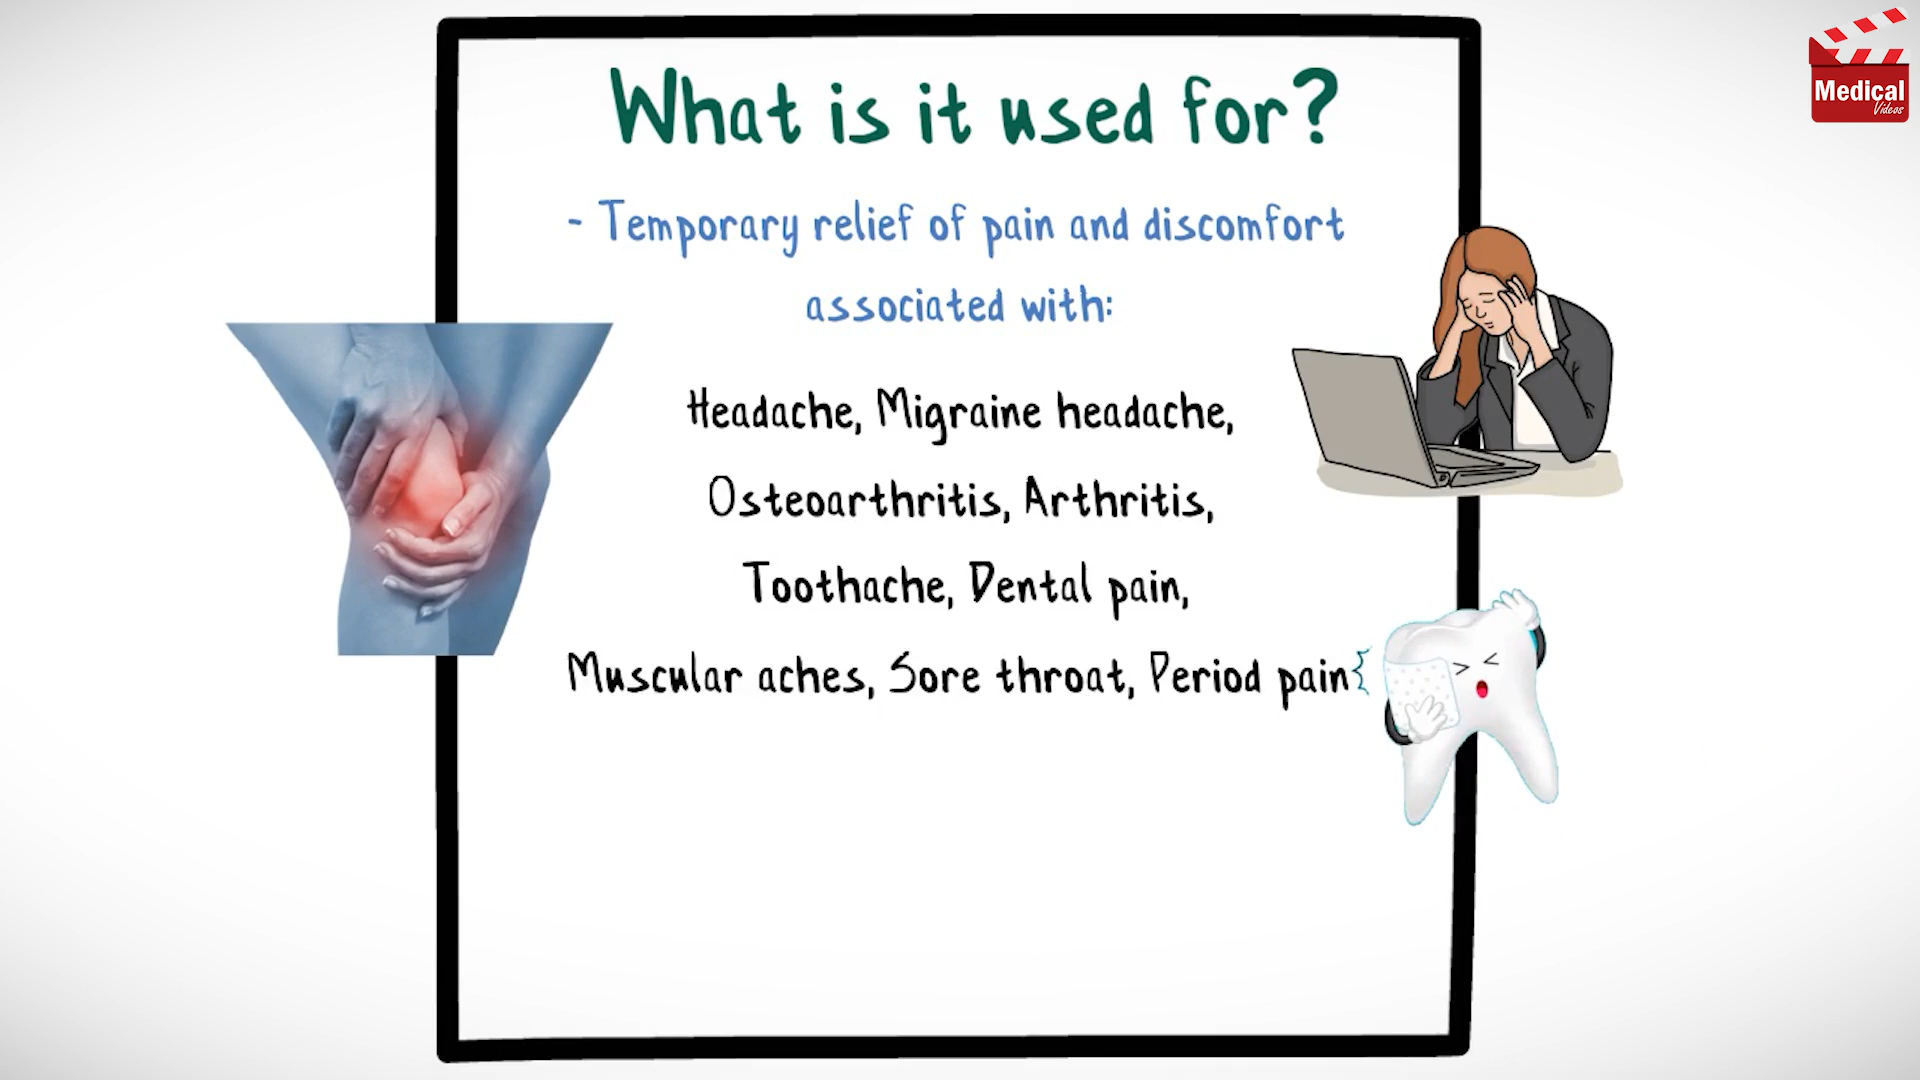 Medical
Videos
What is it used for?
- Temporary relief of pain and discomfort
associated with:
Headache, Migraine headache,
Osteoarthritis, Arthritis,
Toothache, Dental pain,
Muscular aches, Sore throat, Period pain